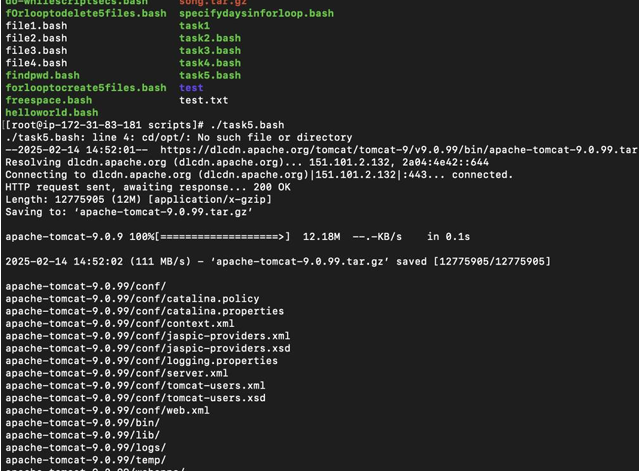 do-whilescriptsecs.bash song.tar.gz
fOrlooptodelete5files.bash specifydaysinforloop.bash
file1.bash task1
file2.bash task2.bash
file3.bash task3.bash
file4.bash task4.bash
findpwd.bash task5.bash
forlooptocreate5files.bash test
freespace.bash test.txt
helloworld.bash
[[root@ip-172-31-83-181 scripts]# ./task5.bash
./task5.bash: line 4: cd/opt/: No such file or directory
--2025-02-14 14:52:01-- https://dlcdn.apache.org/tomcat/tomcat-9/v9.0.99/bin/apache-tomcat-9.0.99.tar
Resolving dlcdn.apache.org (dlcdn.apache.org)... 151.101.2.132, 2a04:4e42::644
Connecting to dlcdn.apache.org (dlcdn.apache.org)|151.101.2.132|:443... connected.
HTTP request sent, awaiting response... 200 OK
Length: 12775905 (12M) [application/x-gzip]
Saving to: ‘apache-tomcat-9.0.99.tar.gz’
apache-tomcat-9.0.9 100%[===================>] 12.18M --.-KB/s in 0.1s
2025-02-14 14:52:02 (111 MB/s) - ‘apache-tomcat-9.0.99.tar.gz’ saved [12775905/12775905]
apache-tomcat-9.0.99/conf/
apache-tomcat-9.0.99/conf/catalina.policy
apache-tomcat-9.0.99/conf/catalina.properties
apache-tomcat-9.0.99/conf/context.xml
apache-tomcat-9.0.99/conf/jaspic-providers.xml
apache-tomcat-9.0.99/conf/jaspic-providers.xsd
apache-tomcat-9.0.99/conf/logging.properties
apache-tomcat-9.0.99/conf/server.xml
apache-tomcat-9.0.99/conf/tomcat-users.xml
apache-tomcat-9.0.99/conf/tomcat-users.xsd
apache-tomcat-9.0.99/conf/web.xml
apache-tomcat-9.0.99/bin/
apache-tomcat-9.0.99/lib/
apache-tomcat-9.0.99/logs/
apache-tomcat-9.0.99/temp/
apache-tomcat-9.0.99/webapps/